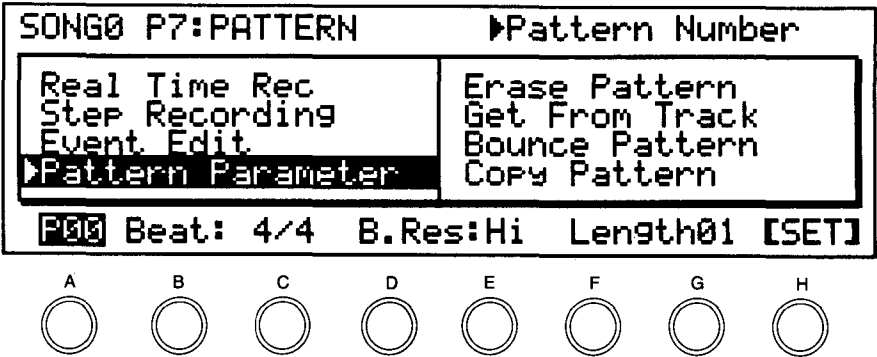 SONG0 P7:PATTERN ▶Pattern Number
Real Time Rec
Step Recording
Event Edit
▶Pattern Parameter
Erase Pattern
Get From Track
Bounce Pattern
Copy Pattern
P00 Beat: 4/4 B.Res:Hi Length01 [SET]
A B C D E F G H